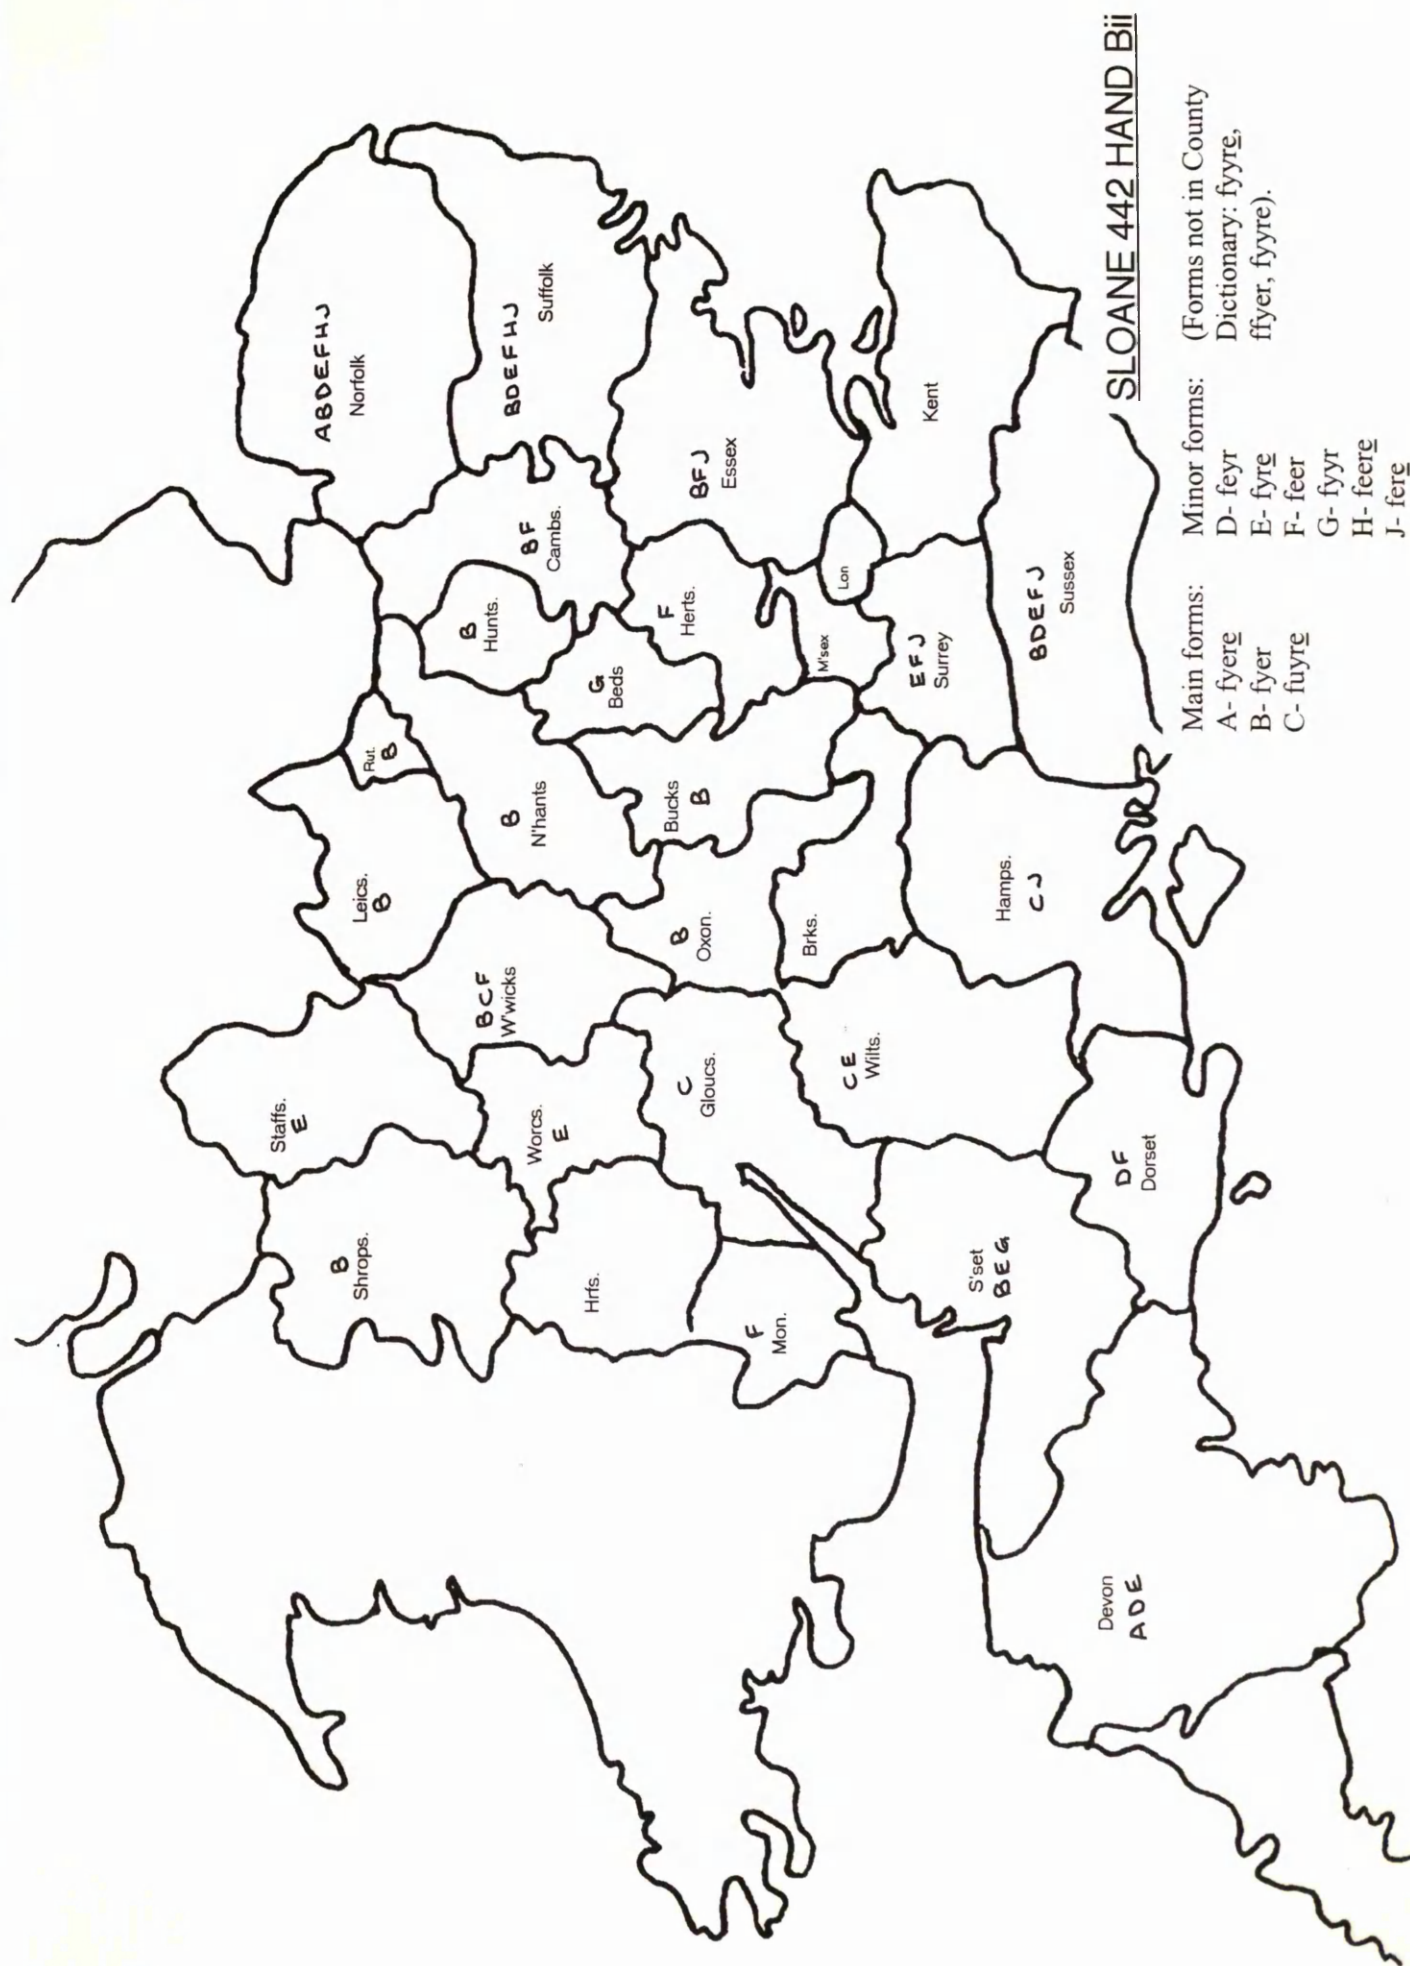 Staffs.
E
Leics.
B
Rut.
B
ABDEFHJ
Norfolk
B
Shrops.
BCF
W'wicks
B
N'hants
B
Hunts.
BF
Cambs.
BDEFHJ
Suffolk
Worcs.
E
Hrfs.
C
Gloucs.
B
Oxon.
Bucks
B
G
Beds
F
Herts.
BFJ
Essex
F
Mon.
CE
Wilts.
Brks.
M'sex
Lon
EFJ
Surrey
Kent
S'set
BEG
Hamps.
CJ
BDEFJ
Sussex
DF
Dorset
Devon
ADE
SLOANE 442 HAND Bii
Main forms:
A- fyere
B- fyer
C- fuyre
Minor forms:
D- feyr
E- fyre
F- feer
G- fyyr
H- feere
J- fere
(Forms not in County
Dictionary: fyyre,
ffyer, fyyre).